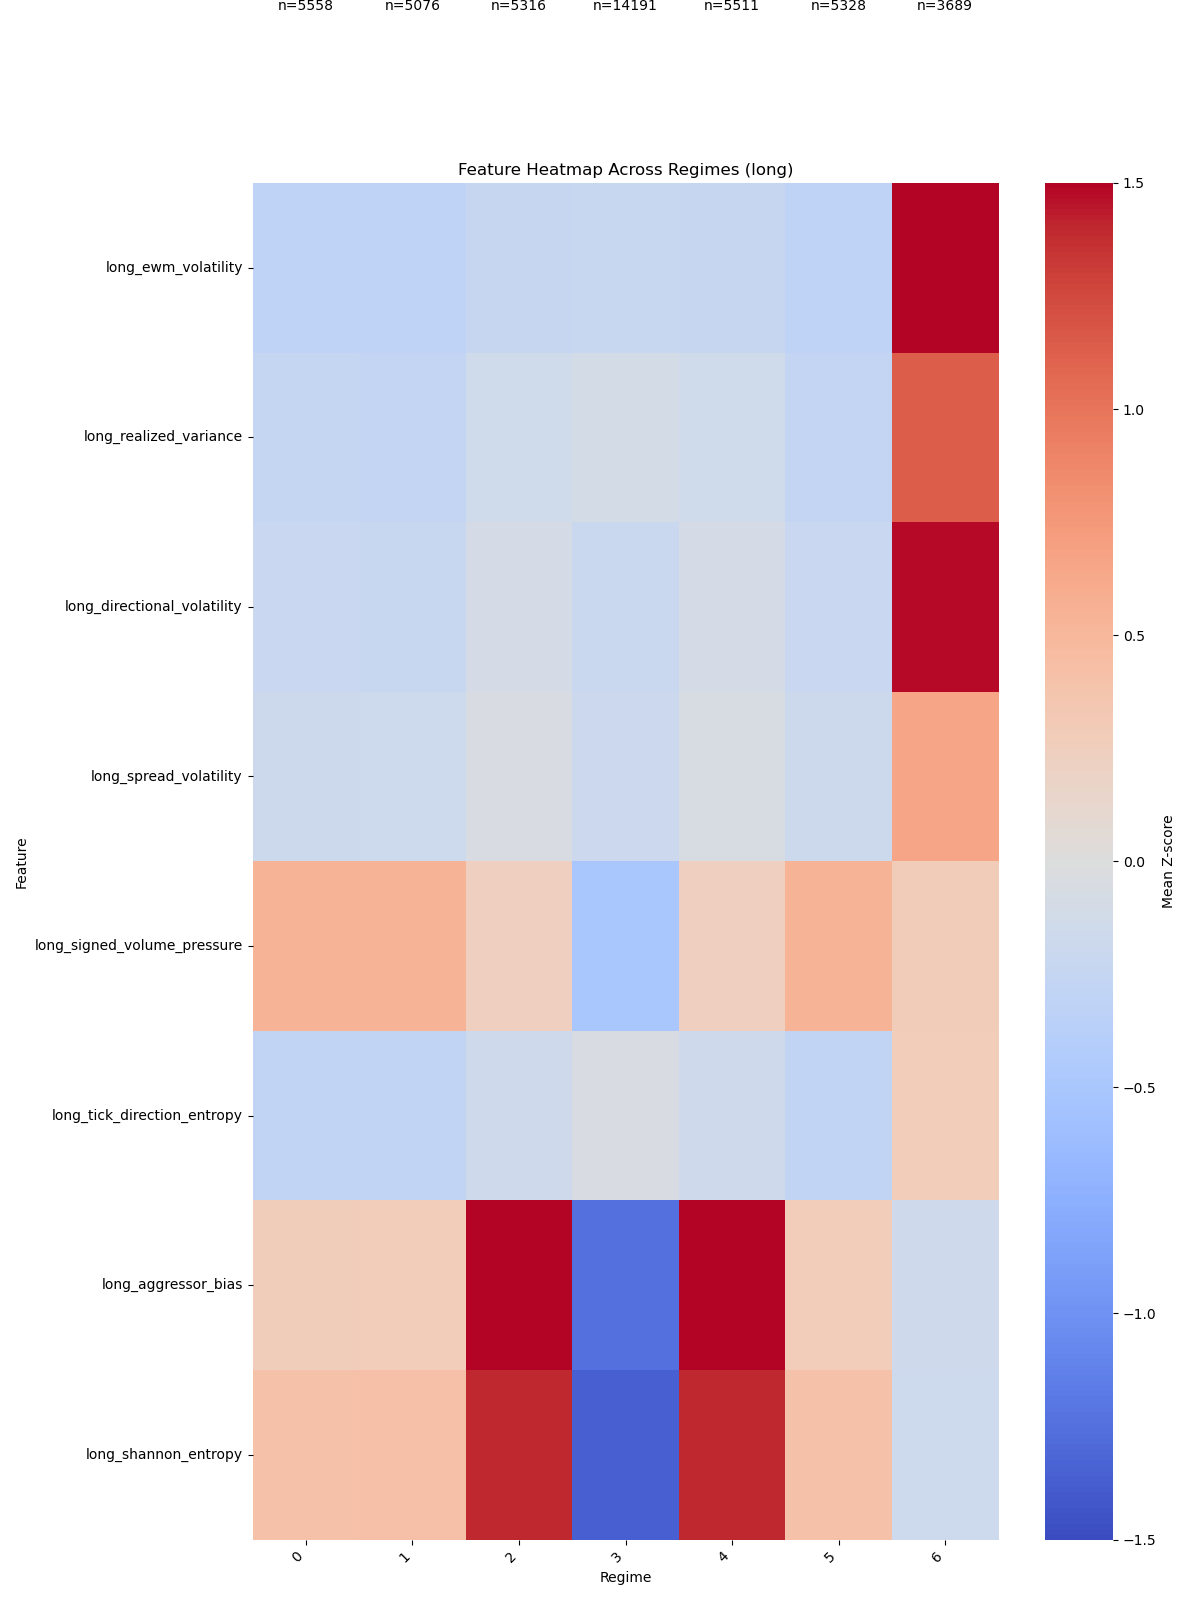 n=5558 n=5076 n=5316 n=14191 n=5511 n=5328 n=3689
Feature Heatmap Across Regimes (long)
long_ewm_volatility
long_realized_variance
long_directional_volatility
long_spread_volatility
long_signed_volume_pressure
long_tick_direction_entropy
long_aggressor_bias
long_shannon_entropy
Feature
0 1 2 3 4 5 6
Regime
1.5
1.0
0.5
0.0
−0.5
−1.0
−1.5
Mean Z-score